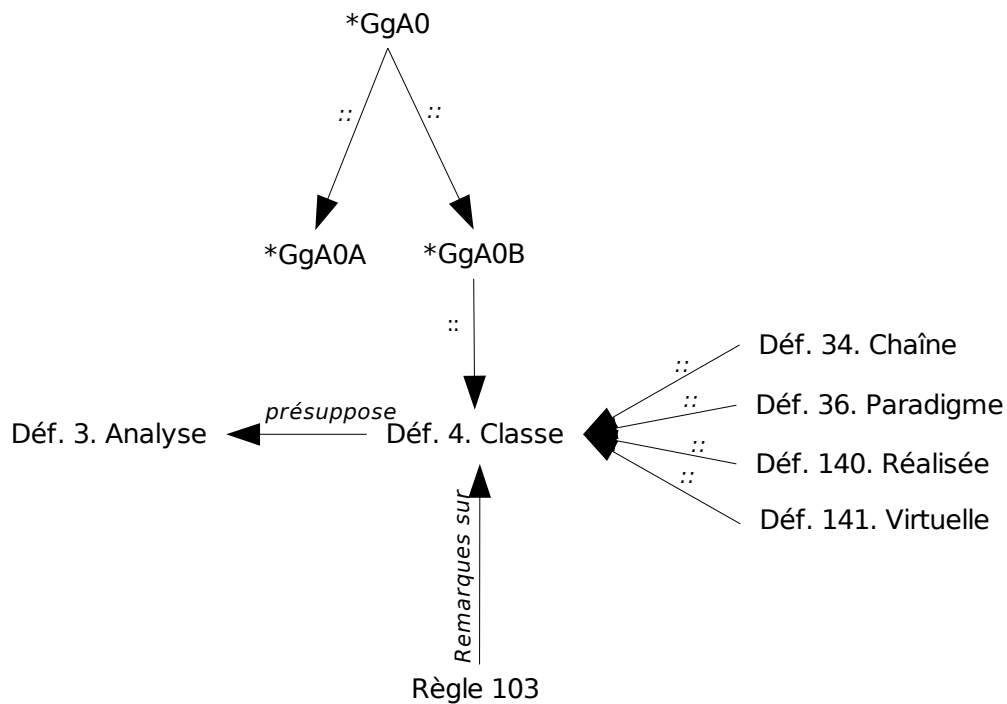 *GgA0
::
::
*GgA0A
*GgA0B
::
Déf. 34. Chaîne
::
Déf. 36. Paradigme
::
présuppose
Déf. 3. Analyse
Déf. 4. Classe
::
Déf. 140. Réalisée
::
Déf. 141. Virtuelle
Remarques sur
Règle 103